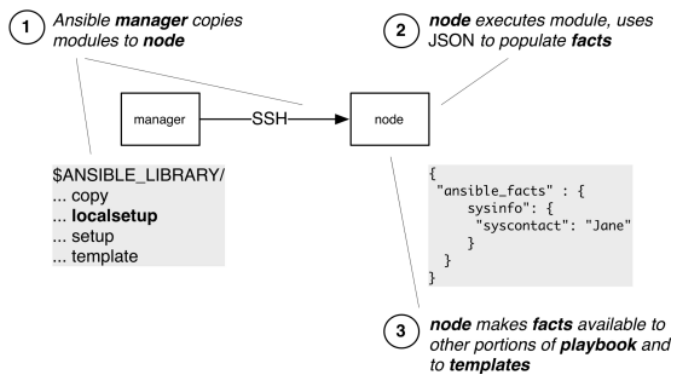 1
Ansible manager copies
modules to node
2
node executes module, uses
JSON to populate facts
manager
SSH
node
$ANSIBLE_LIBRARY/
... copy
... localsetup
... setup
... template
{
"ansible_facts" : {
sysinfo": {
"syscontact": "Jane"
}
}
}
3
node makes facts available to
other portions of playbook and
to templates